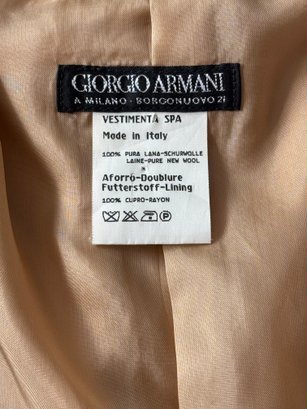 GIORGIO ARMANI
A MILANO - BORGONUOVO 21
VESTIMENTA SPA
Made in Italy
100% PURA LANA-SCHURWOLLE
LAINE-PURE NEW WOOL
Aforro-Doublure
Futterstoff-Lining
100% CUPRO-RAYON